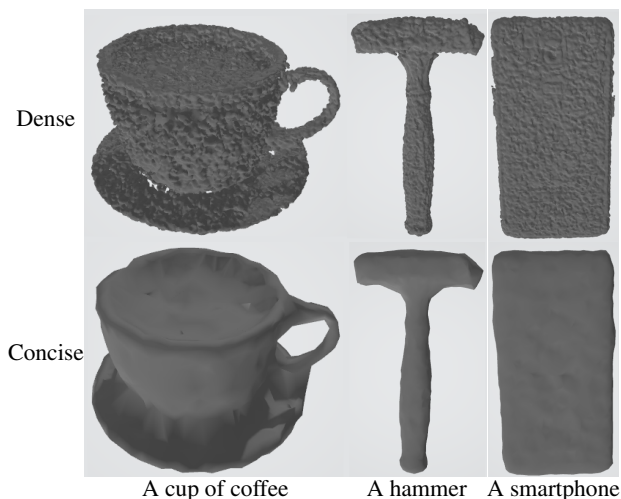 Dense
Concise
A cup of coffee
A hammer
A smartphone